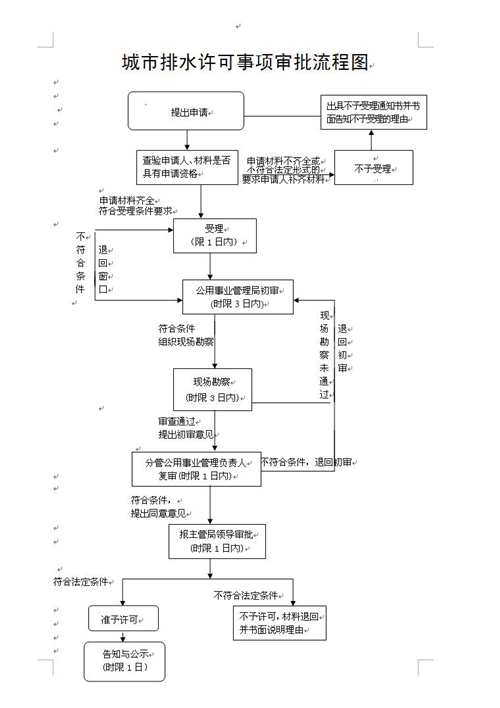 城市排水许可事项审批流程图
提出申请
出具不予受理通知书并书
面告知不予受理的理由
查验申请人、材料是否
具有申请资格
申请材料不齐全或
不符合法定形式的
要求申请人补齐材料
不予受理
申请材料齐全
符合受理条件要求
受理
（限1日内）
不符合条件
退回窗口
公用事业管理局初审
(时限3日内)
现场勘察未通过
退回初审
符合条件
组织现场勘察
现场勘察
(时限3日内)
审查通过
提出初审意见
分管公用事业管理负责人
复审(时限1日内)
不符合条件，退回初审
符合条件，
提出同意意见
报主管局领导审批
(时限1日内)
符合法定条件
不符合法定条件
准予许可
不予许可，材料退回
并书面说明理由
告知与公示
(时限1日）